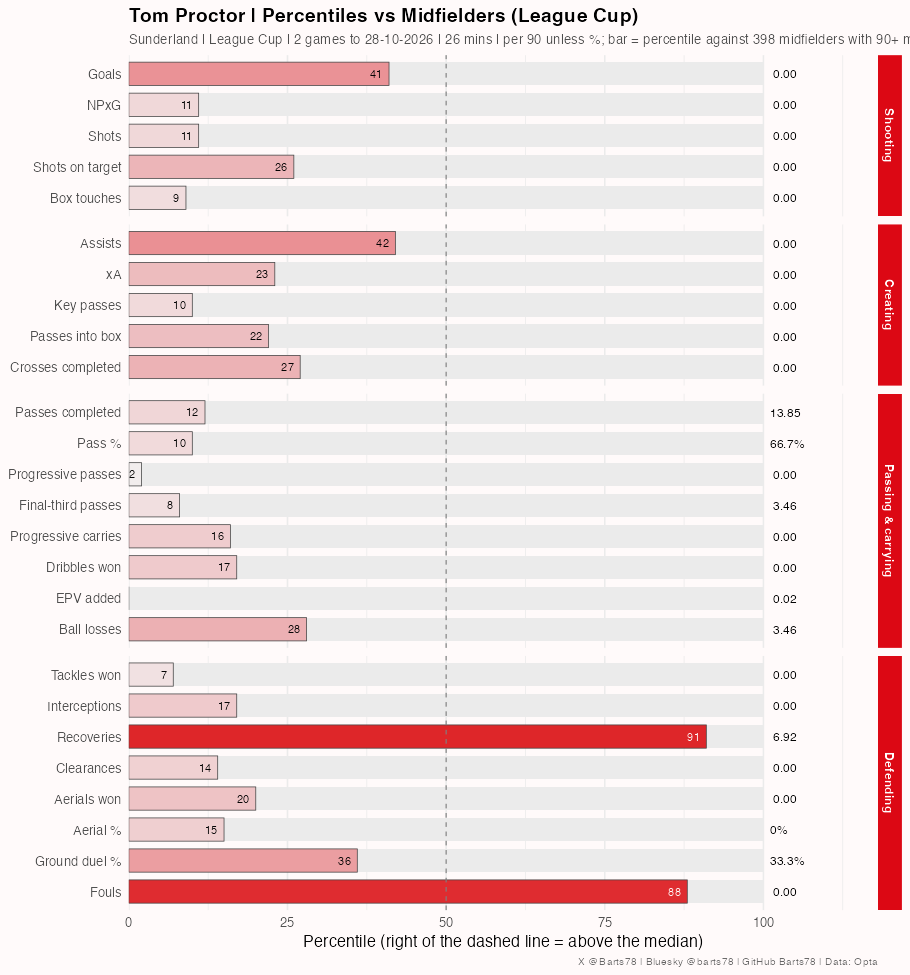 Tom Proctor | Percentiles vs Midfielders (League Cup)
Sunderland | League Cup | 2 games to 28-10-2026 | 26 mins | per 90 unless %; bar = percentile against 398 midfielders with 90+ m
Goals 41 0.00
NPxG 11 0.00
Shots 11 0.00
Shots on target 26 0.00
Box touches 9 0.00
Shooting
Assists 42 0.00
xA 23 0.00
Key passes 10 0.00
Passes into box 22 0.00
Crosses completed 27 0.00
Creating
Passes completed 12 13.85
Pass % 10 66.7%
Progressive passes 2 0.00
Final-third passes 8 3.46
Progressive carries 16 0.00
Dribbles won 17 0.00
EPV added 0.02
Ball losses 28 3.46
Passing & carrying
Tackles won 7 0.00
Interceptions 17 0.00
Recoveries 91 6.92
Clearances 14 0.00
Aerials won 20 0.00
Aerial % 15 0%
Ground duel % 36 33.3%
Fouls 88 0.00
Defending
0 25 50 75 100
Percentile (right of the dashed line = above the median)
X @Barts78 | Bluesky @barts78 | GitHub Barts78 | Data: Opta